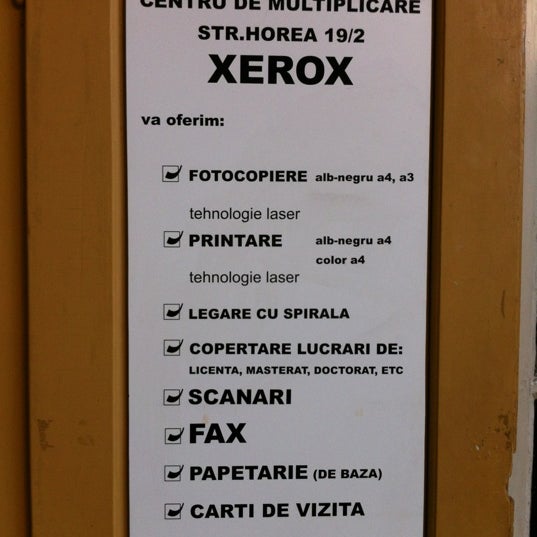 CENTRU DE MULTIPLICARE
STR.HOREA 19/2
XEROX
va oferim:
FOTOCOPIERE alb-negru a4, a3
tehnologie laser
PRINTARE alb-negru a4
color a4
tehnologie laser
LEGARE CU SPIRALA
COPERTARE LUCRARI DE:
LICENTA, MASTERAT, DOCTORAT, ETC
SCANARI
FAX
PAPETARIE (DE BAZA)
CARTI DE VIZITA